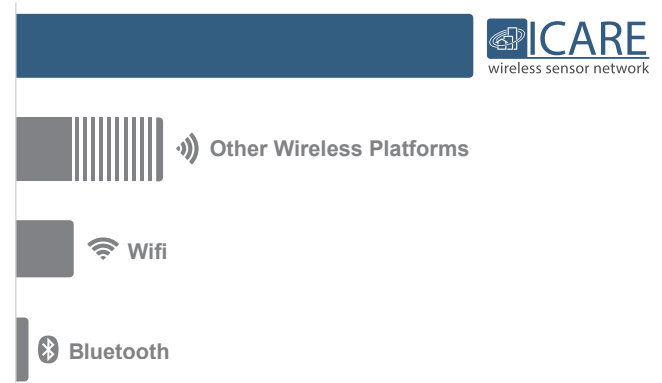 ICARE
wireless sensor network
Other Wireless Platforms
Wifi
Bluetooth